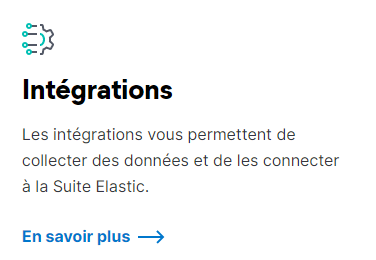 Intégrations
Les intégrations vous permettent de
collecter des données et de les connecter
à la Suite Elastic.
En savoir plus